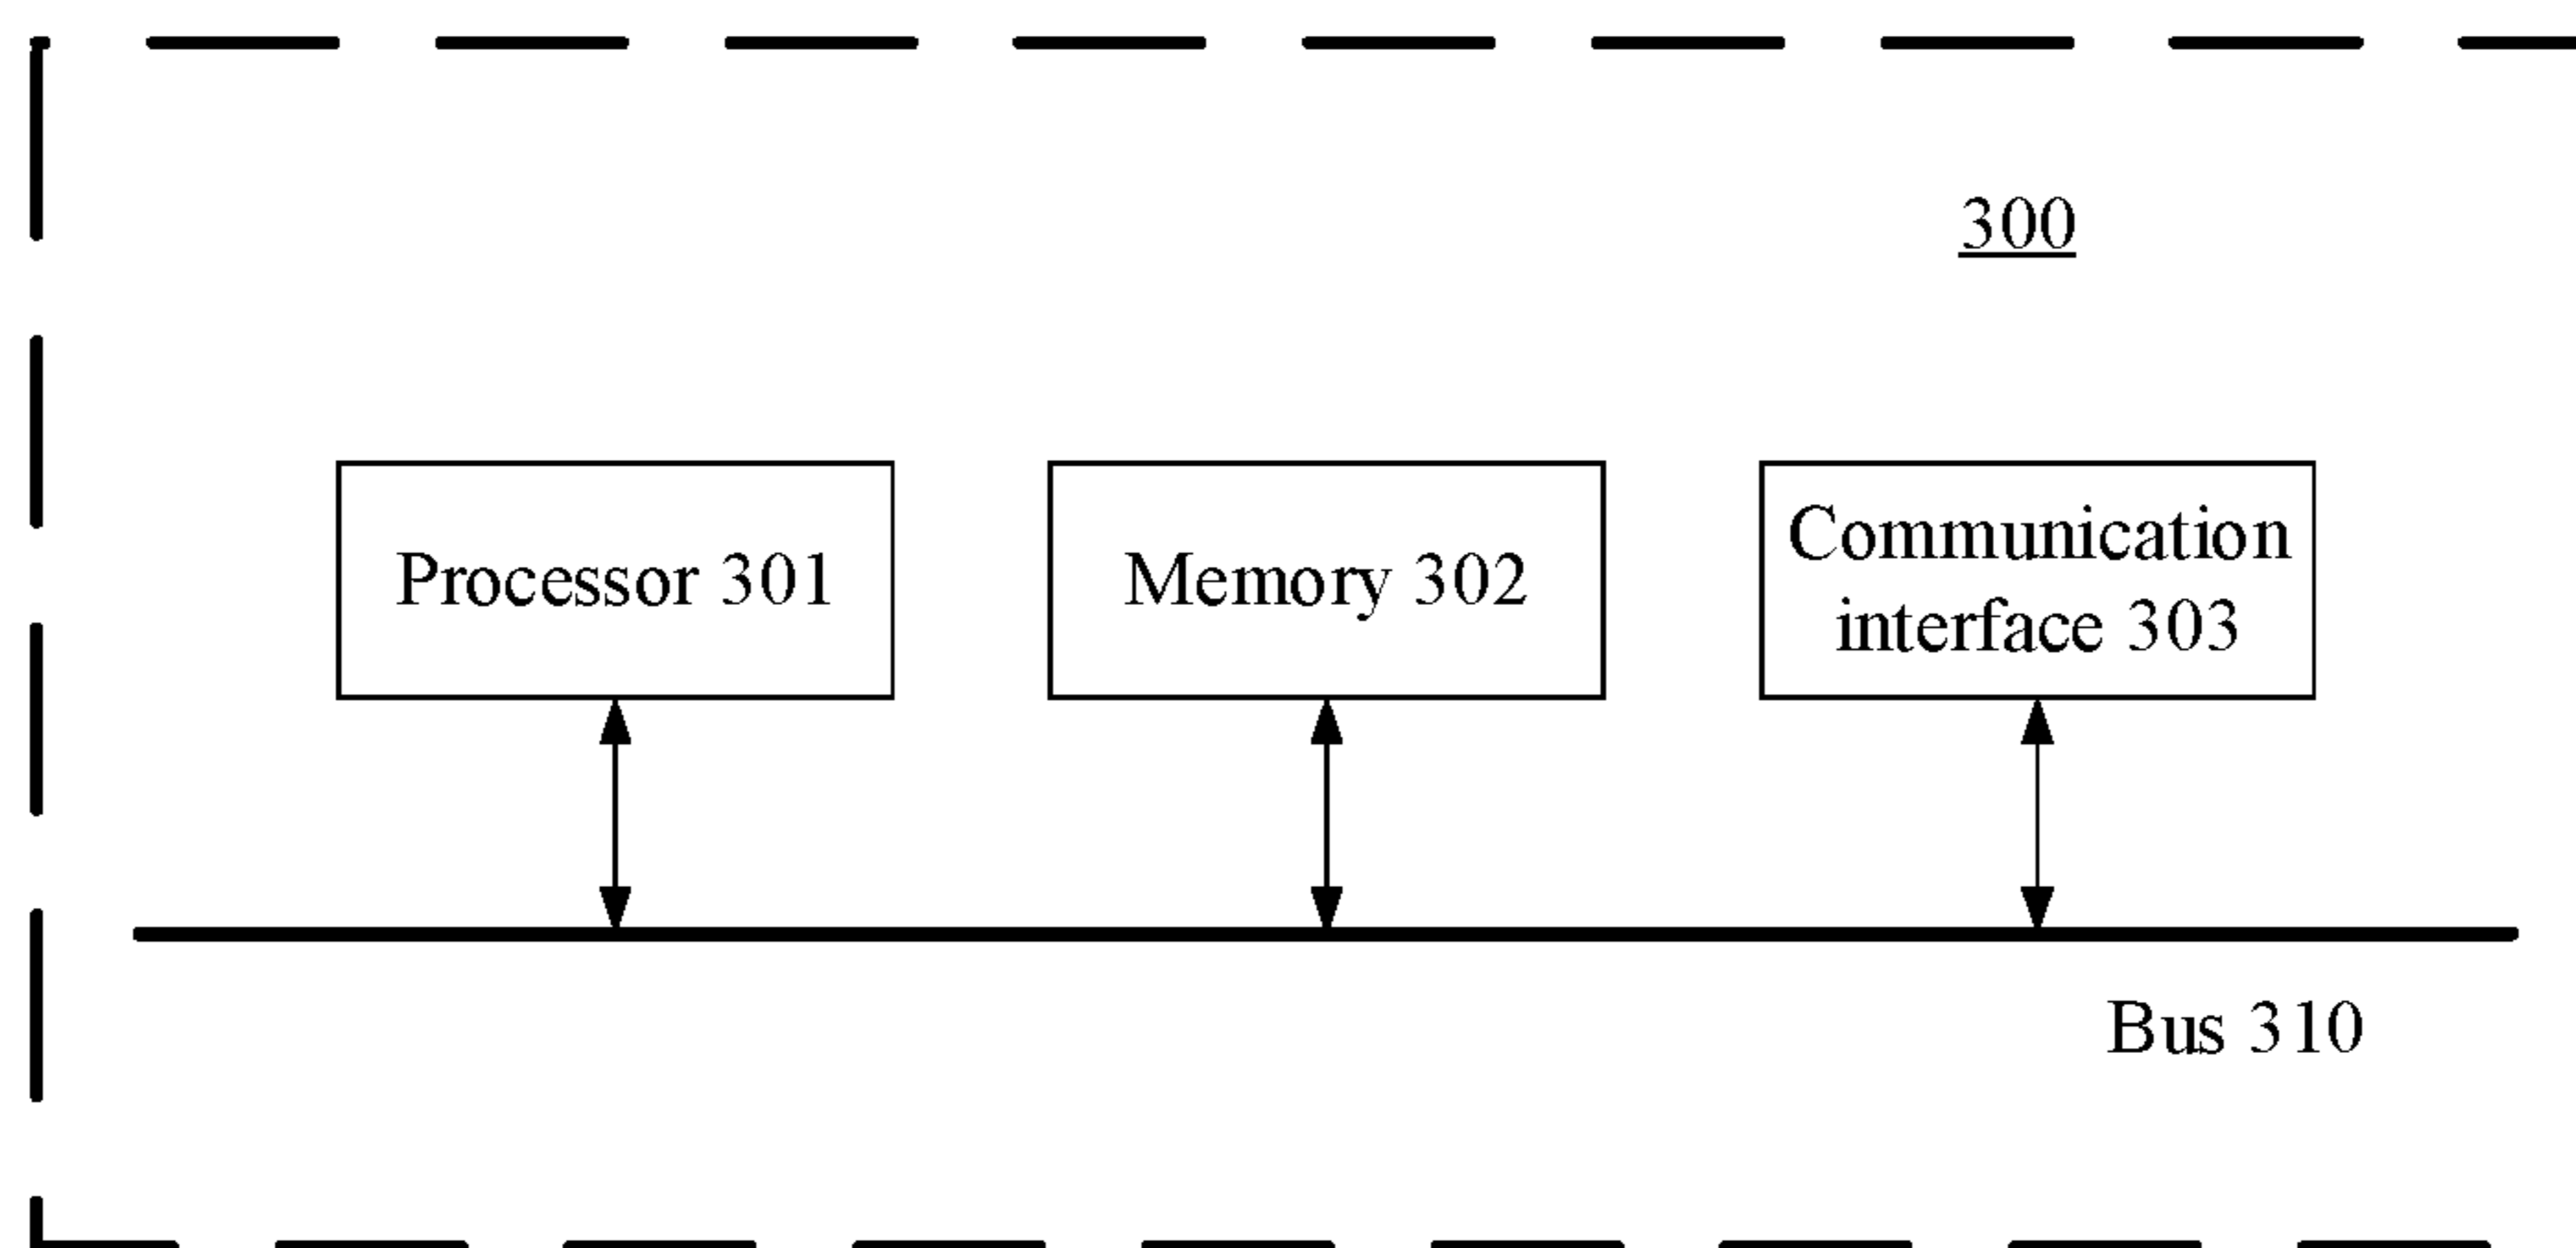 300
Processor 301
Memory 302
Communication
interface 303
Bus 310